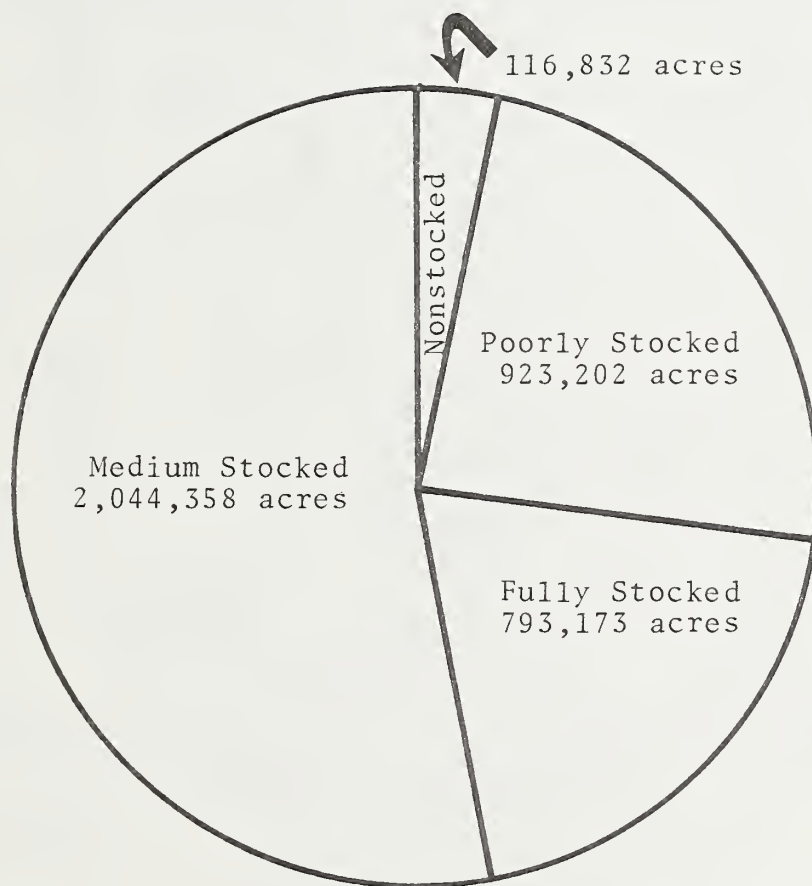 116,832 acres
Nonstocked
Poorly Stocked
923,202 acres
Medium Stocked
2,044,358 acres
Fully Stocked
793,173 acres